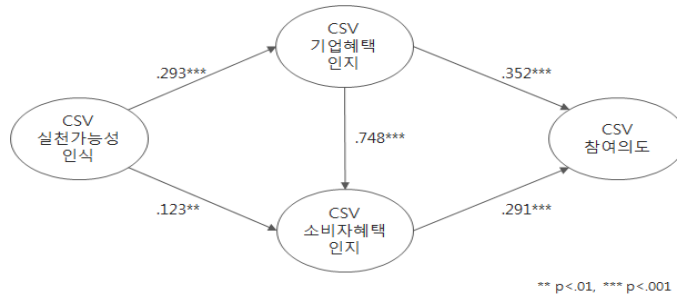 CSV
기업혜택
인지
.293***
.352***
CSV
실천가능성
인식
.748***
CSV
참여의도
.123**
.291***
CSV
소비자혜택
인지
** p<.01, *** p<.001